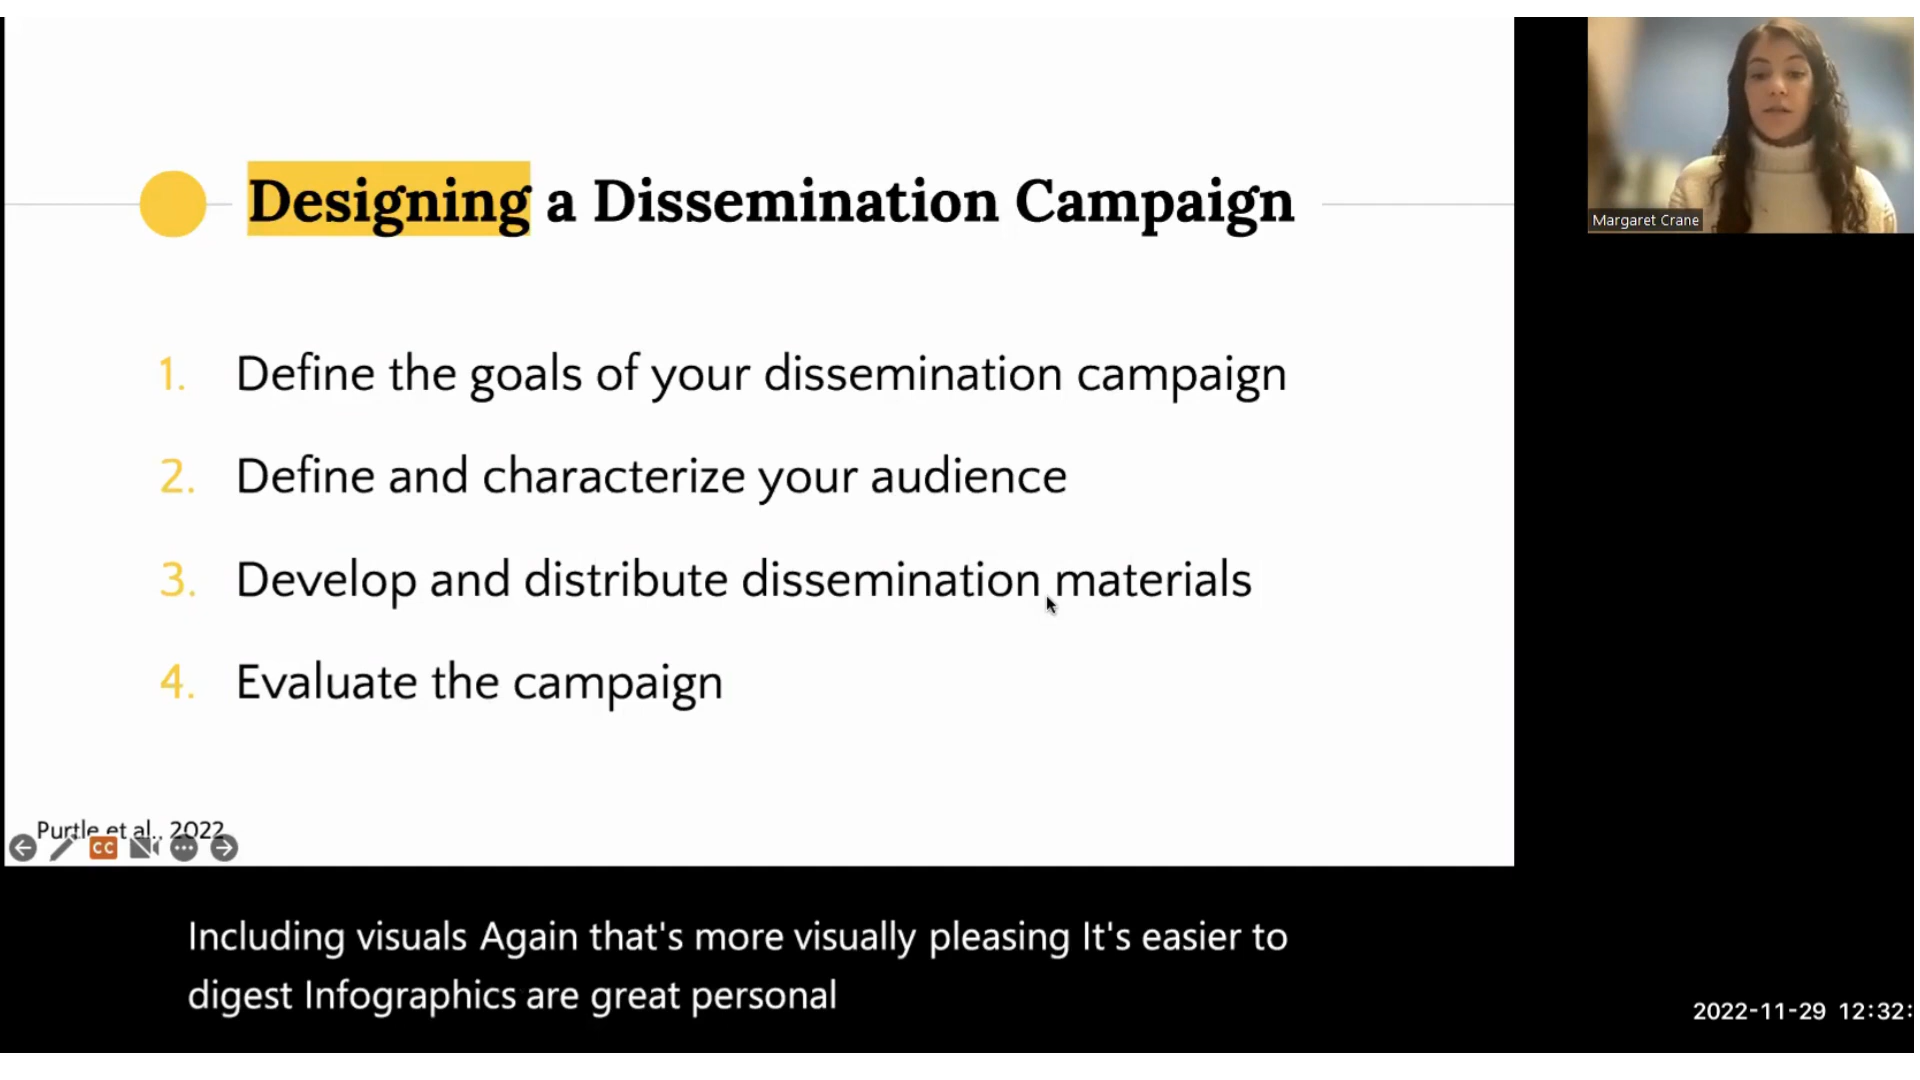 Designing a Dissemination Campaign
1. Define the goals of your dissemination campaign
2. Define and characterize your audience
3. Develop and distribute dissemination materials
4. Evaluate the campaign
Purtle et al., 2022
CC
Margaret Crane
Including visuals Again that's more visually pleasing It's easier to
digest Infographics are great personal
2022-11-29 12:32: